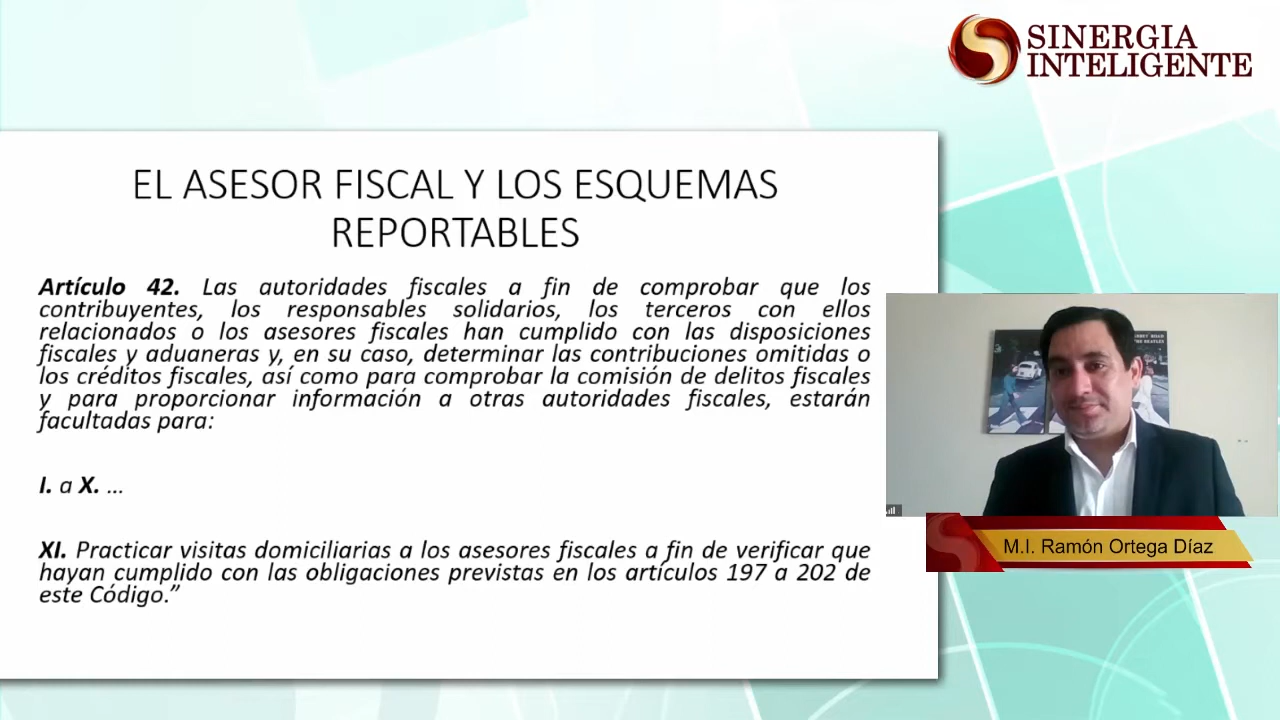 SINERGIA
INTELIGENTE
EL ASESOR FISCAL Y LOS ESQUEMAS
REPORTABLES
Artículo 42. Las autoridades fiscales a fin de comprobar que los
contribuyentes, los responsables solidarios, los terceros con ellos
relacionados o los asesores fiscales han cumplido con las disposiciones
fiscales y aduaneras y, en su caso, determinar las contribuciones omitidas o
los créditos fiscales, así como para comprobar la comisión de delitos fiscales
y para proporcionar información a otras autoridades fiscales, estarán
facultadas para:
I. a X. ...
XI. Practicar visitas domiciliarias a los asesores fiscales a fin de verificar que
hayan cumplido con las obligaciones previstas en los artículos 197 a 202 de
este Código.”
M.I. Ramón Ortega Díaz